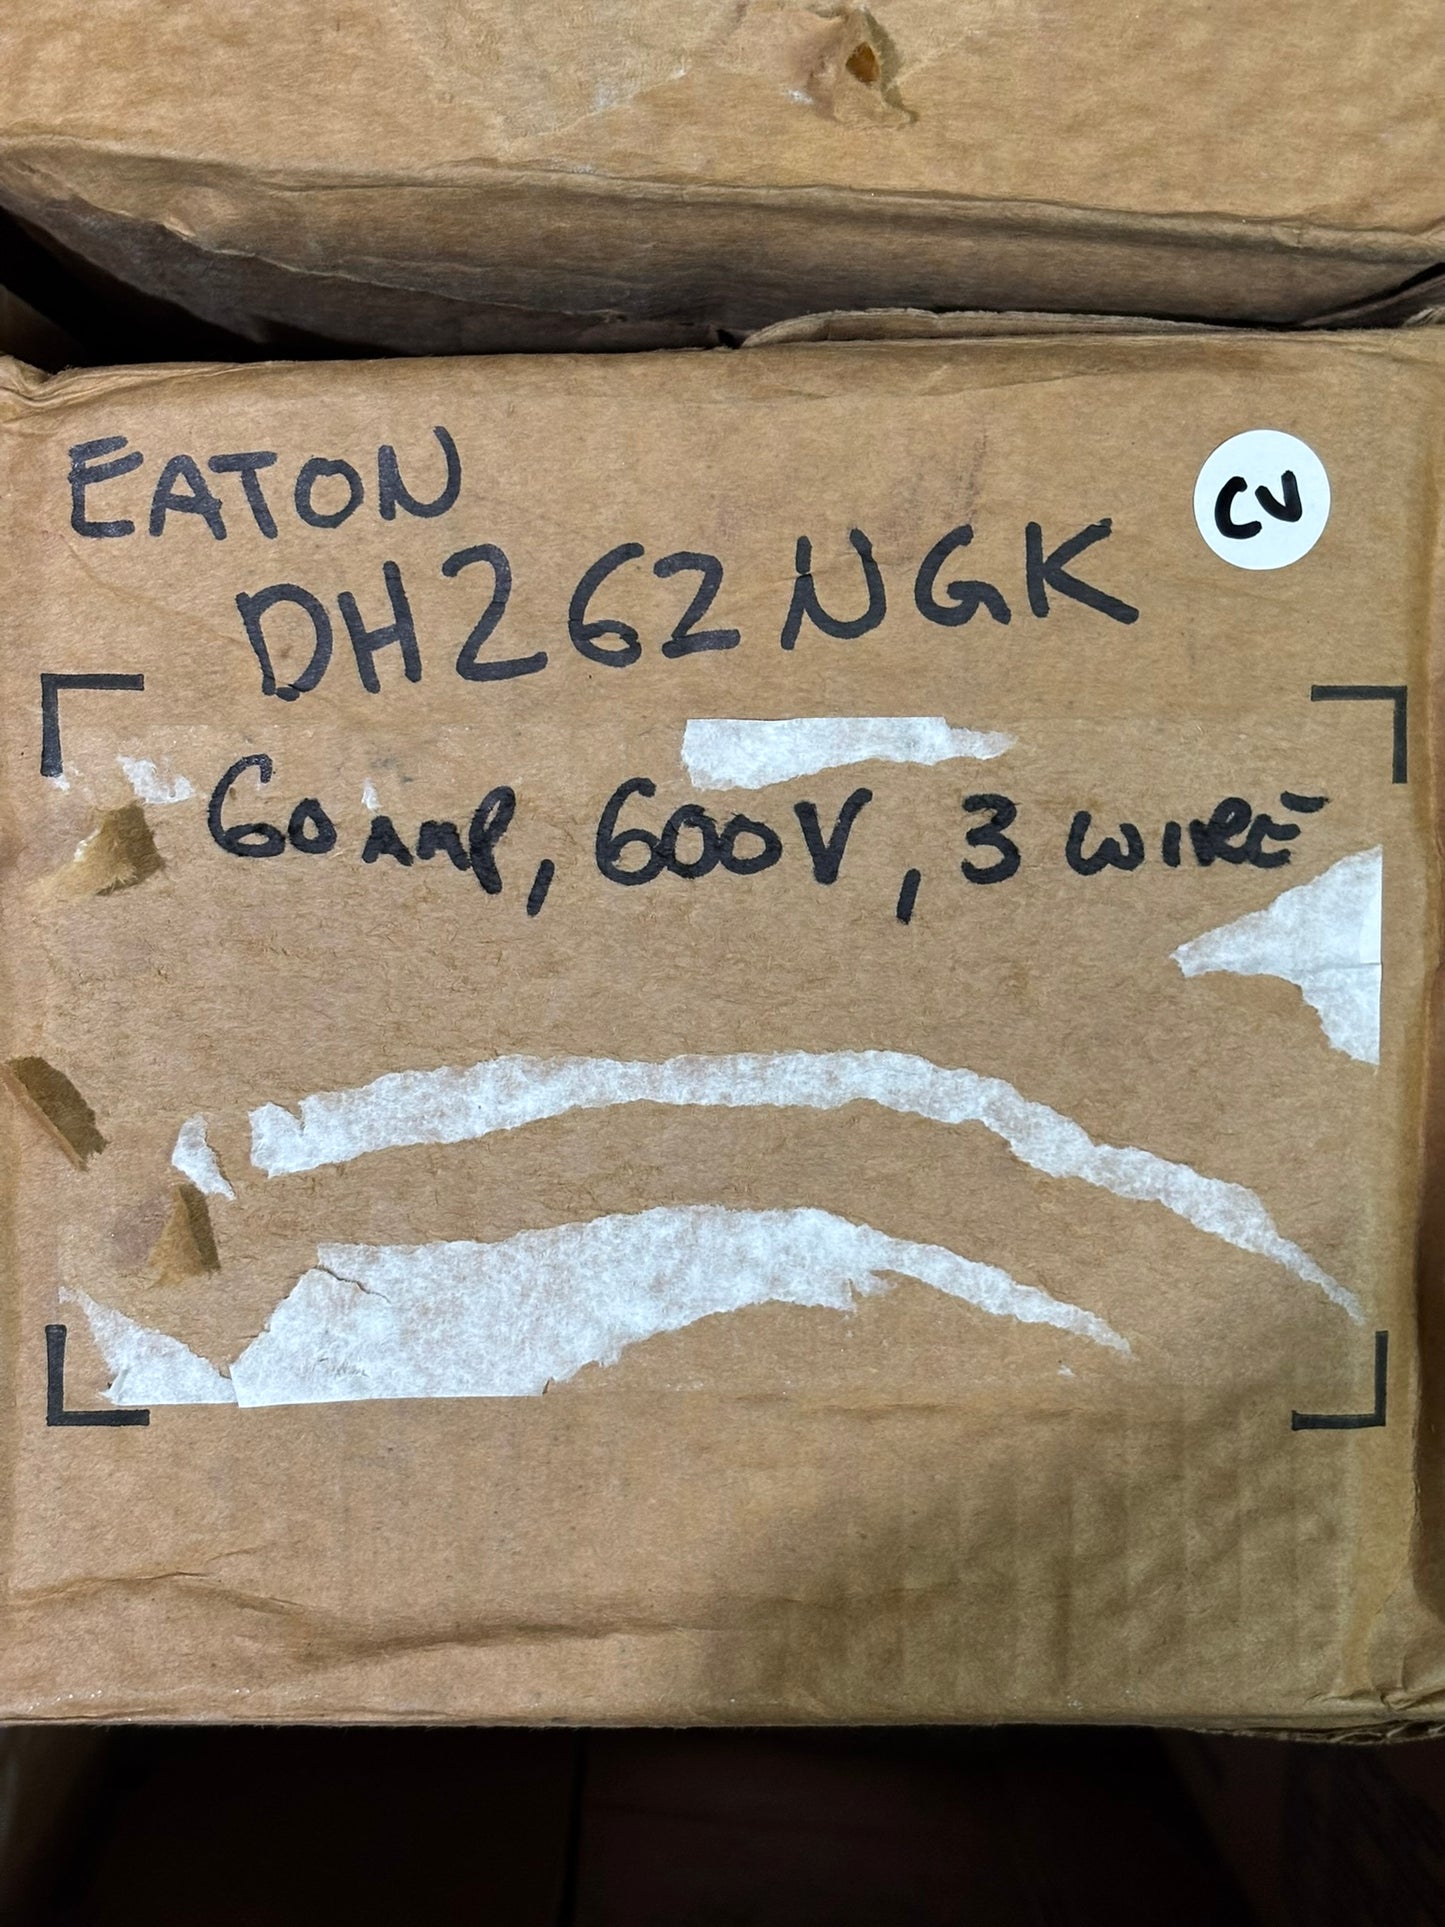 EATON
CV
DH262NGK
60 AMP, 600V, 3 WIRE